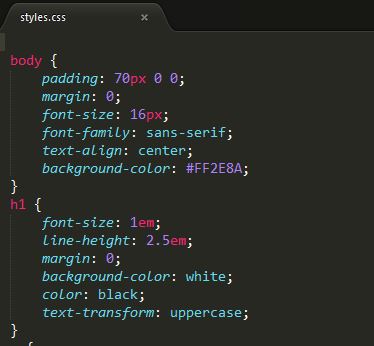 styles.css ×
body {
    padding: 70px 0 0;
    margin: 0;
    font-size: 16px;
    font-family: sans-serif;
    text-align: center;
    background-color: #FF2E8A;
}
h1 {
    font-size: 1em;
    line-height: 2.5em;
    margin: 0;
    background-color: white;
    color: black;
    text-transform: uppercase;
}
{